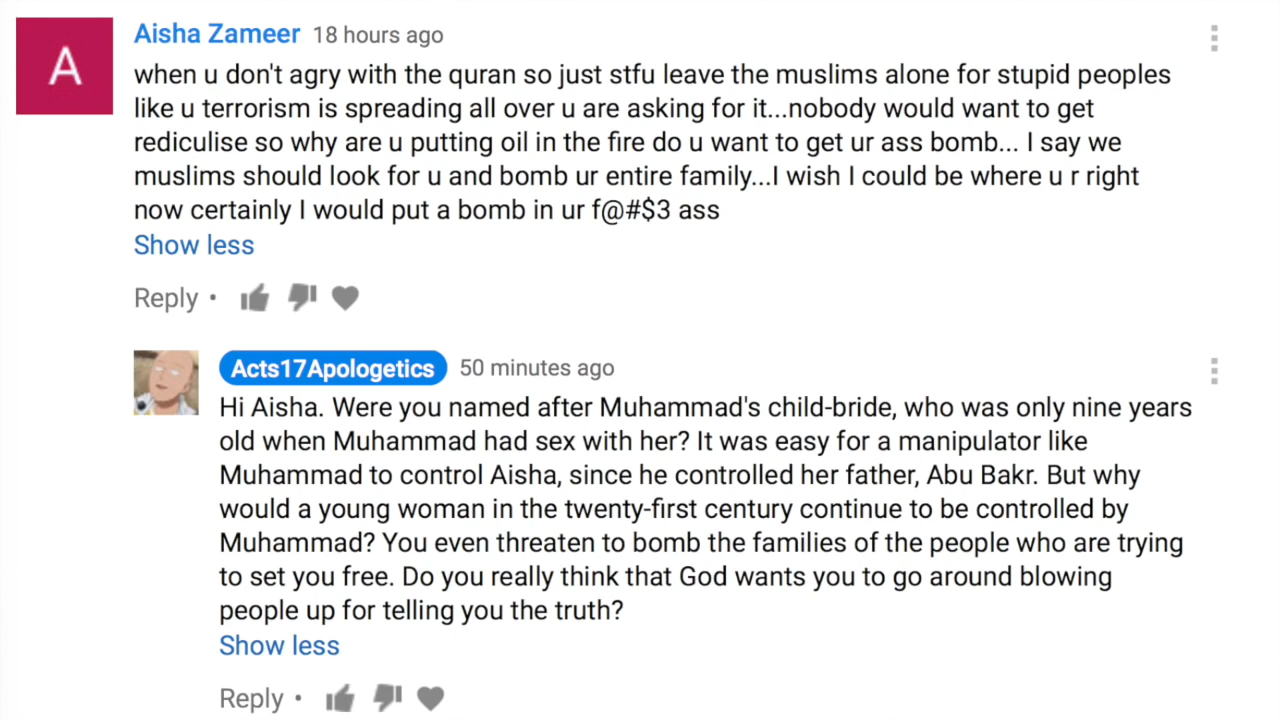 A
Aisha Zameer 18 hours ago
when u don't agry with the quran so just stfu leave the muslims alone for stupid peoples
like u terrorism is spreading all over u are asking for it...nobody would want to get
rediculise so why are u putting oil in the fire do u want to get ur ass bomb... I say we
muslims should look for u and bomb ur entire family...I wish I could be where u r right
now certainly I would put a bomb in ur f@#$3 ass
Show less
Reply •
Acts17Apologetics 50 minutes ago
Hi Aisha. Were you named after Muhammad's child-bride, who was only nine years
old when Muhammad had sex with her? It was easy for a manipulator like
Muhammad to control Aisha, since he controlled her father, Abu Bakr. But why
would a young woman in the twenty-first century continue to be controlled by
Muhammad? You even threaten to bomb the families of the people who are trying
to set you free. Do you really think that God wants you to go around blowing
people up for telling you the truth?
Show less
Reply •